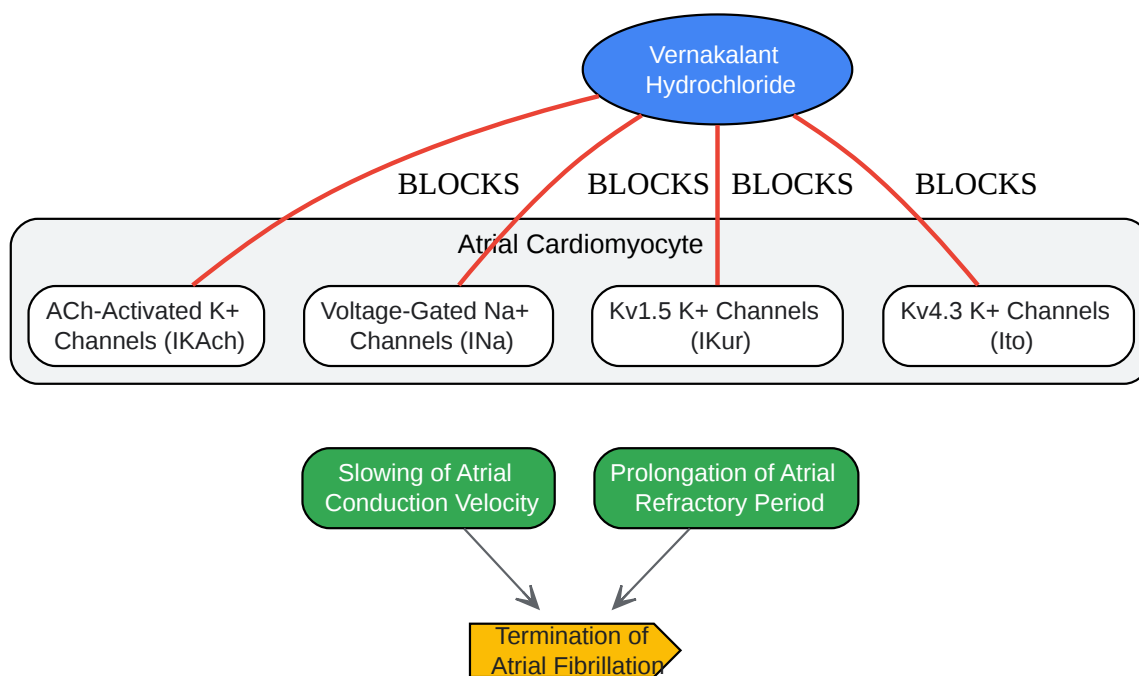 Vernakalant
Hydrochloride
BLOCKS BLOCKS BLOCKS BLOCKS
Atrial Cardiomyocyte
ACh-Activated K+
Channels (IKAch)
Voltage-Gated Na+
Channels (INa)
Kv1.5 K+ Channels
(IKur)
Kv4.3 K+ Channels
(Ito)
Slowing of Atrial
Conduction Velocity
Prolongation of Atrial
Refractory Period
Termination of
Atrial Fibrillation